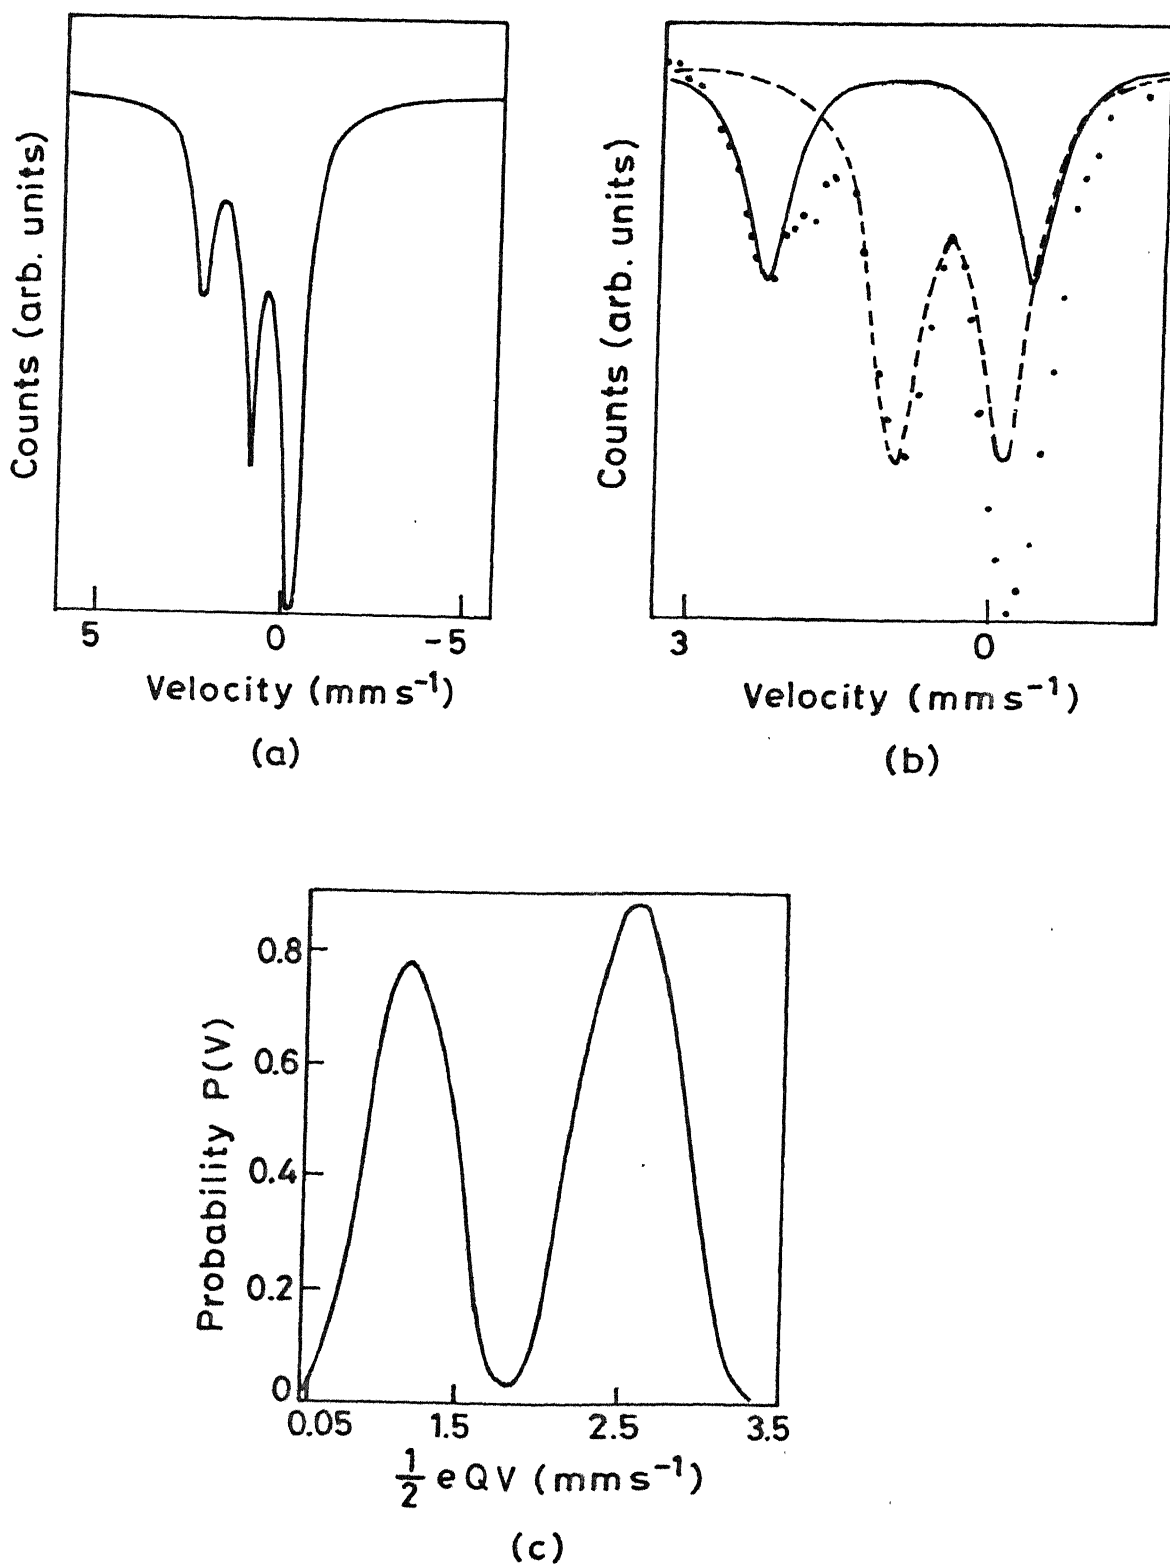 Counts (arb. units)
5 0 -5
Velocity (mm s⁻¹)
(a)
Counts (arb. units)
3 0
Velocity (mm s⁻¹)
(b)
Probability P(V)
0.8
0.6
0.4
0.2
0
0.05 1.5 2.5 3.5
½ eQV (mm s⁻¹)
(c)